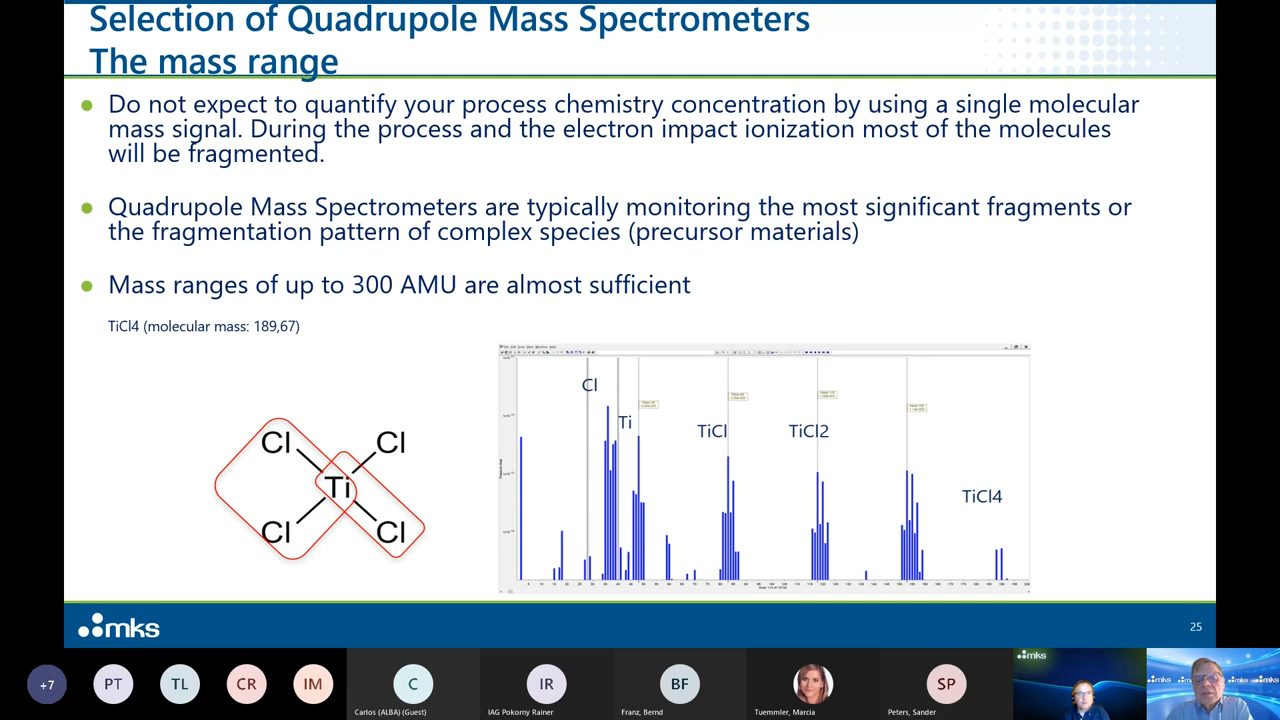 Selection of Quadrupole Mass Spectrometers
The mass range
Do not expect to quantify your process chemistry concentration by using a single molecular
mass signal. During the process and the electron impact ionization most of the molecules
will be fragmented.
Quadrupole Mass Spectrometers are typically monitoring the most significant fragments or
the fragmentation pattern of complex species (precursor materials)
Mass ranges of up to 300 AMU are almost sufficient
TiCl4 (molecular mass: 189,67)
Cl
Ti
TiCl
TiCl2
TiCl4
Cl Cl
Ti
Cl Cl
mks
25
+7
PT
TL
CR
IM
C
Carlos (ALBA) (Guest)
IR
IAG Pokorny Rainer
BF
Franz, Bernd
Tuemmler, Marcia
SP
Peters, Sander
mks
mks
mks
mks
mks